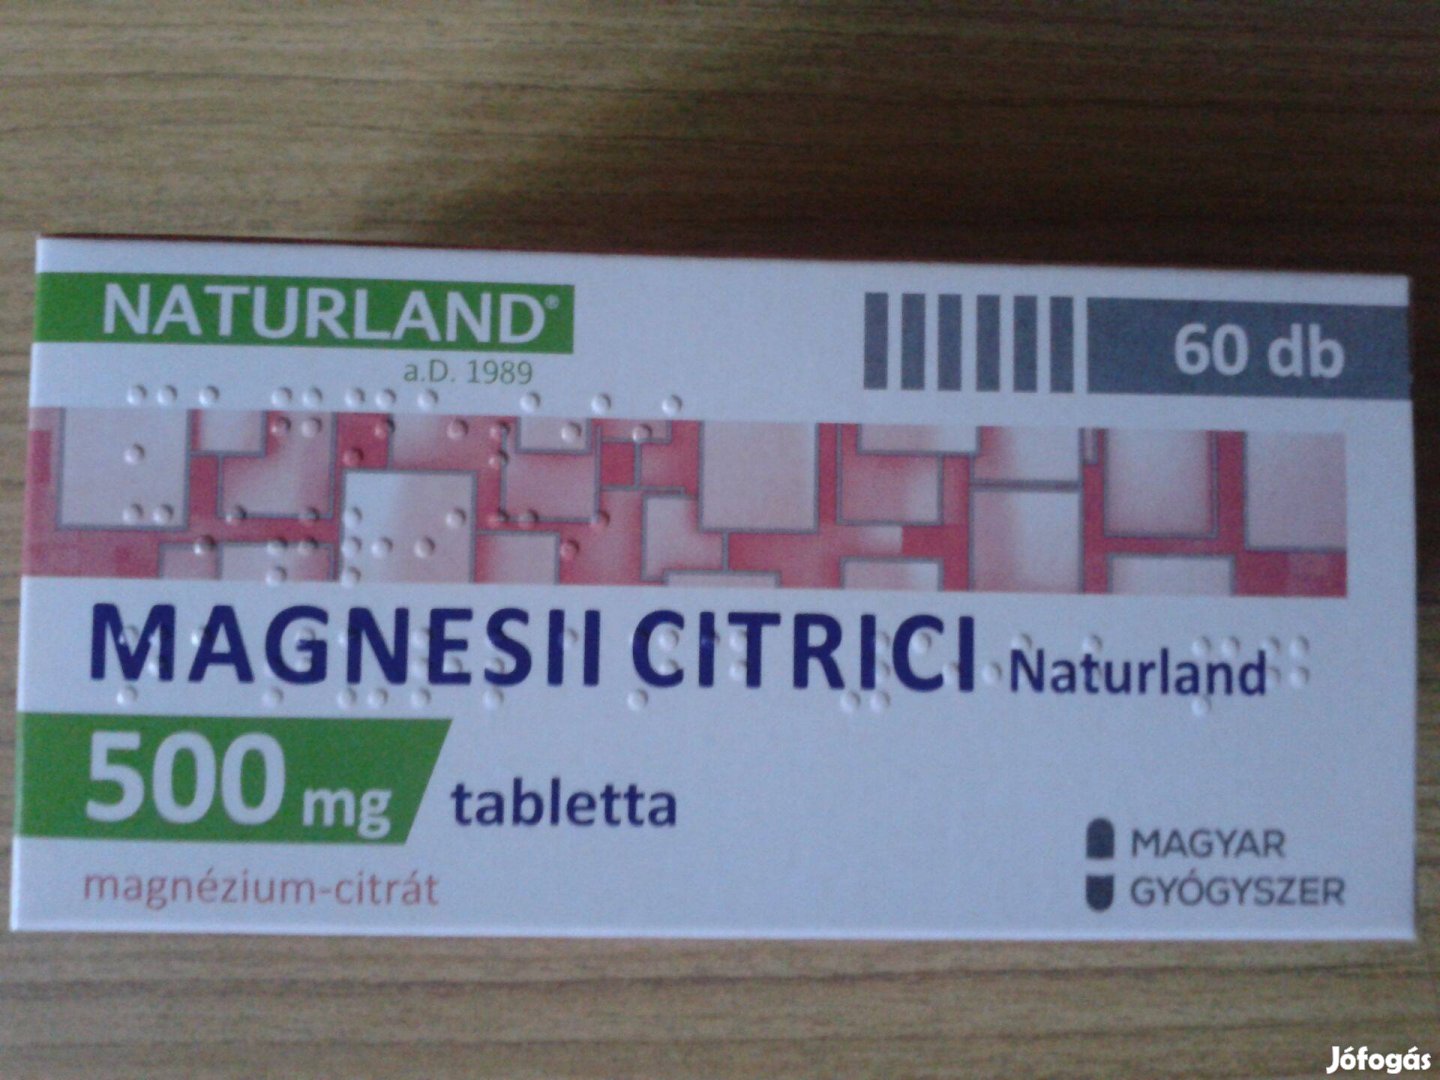 NATURLAND®
a.D. 1989
60 db
MAGNESII CITRICI Naturland
500 mg tabletta
magnézium-citrát
MAGYAR
GYÓGYSZER
Jófogás